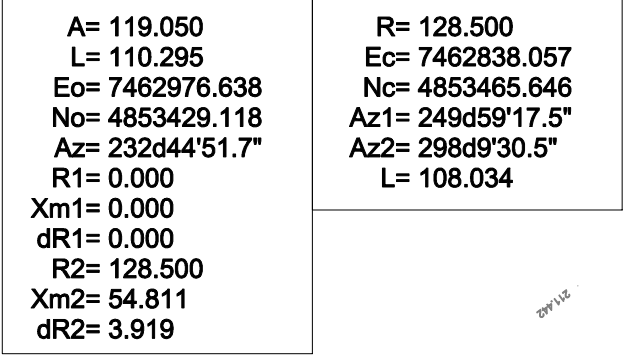 A= 119.050
L= 110.295
Eo= 7462976.638
No= 4853429.118
Az= 232d44'51.7"
R1= 0.000
Xm1= 0.000
dR1= 0.000
R2= 128.500
Xm2= 54.811
dR2= 3.919
R= 128.500
Ec= 7462838.057
Nc= 4853465.646
Az1= 249d59'17.5"
Az2= 298d9'30.5"
L= 108.034
211.442